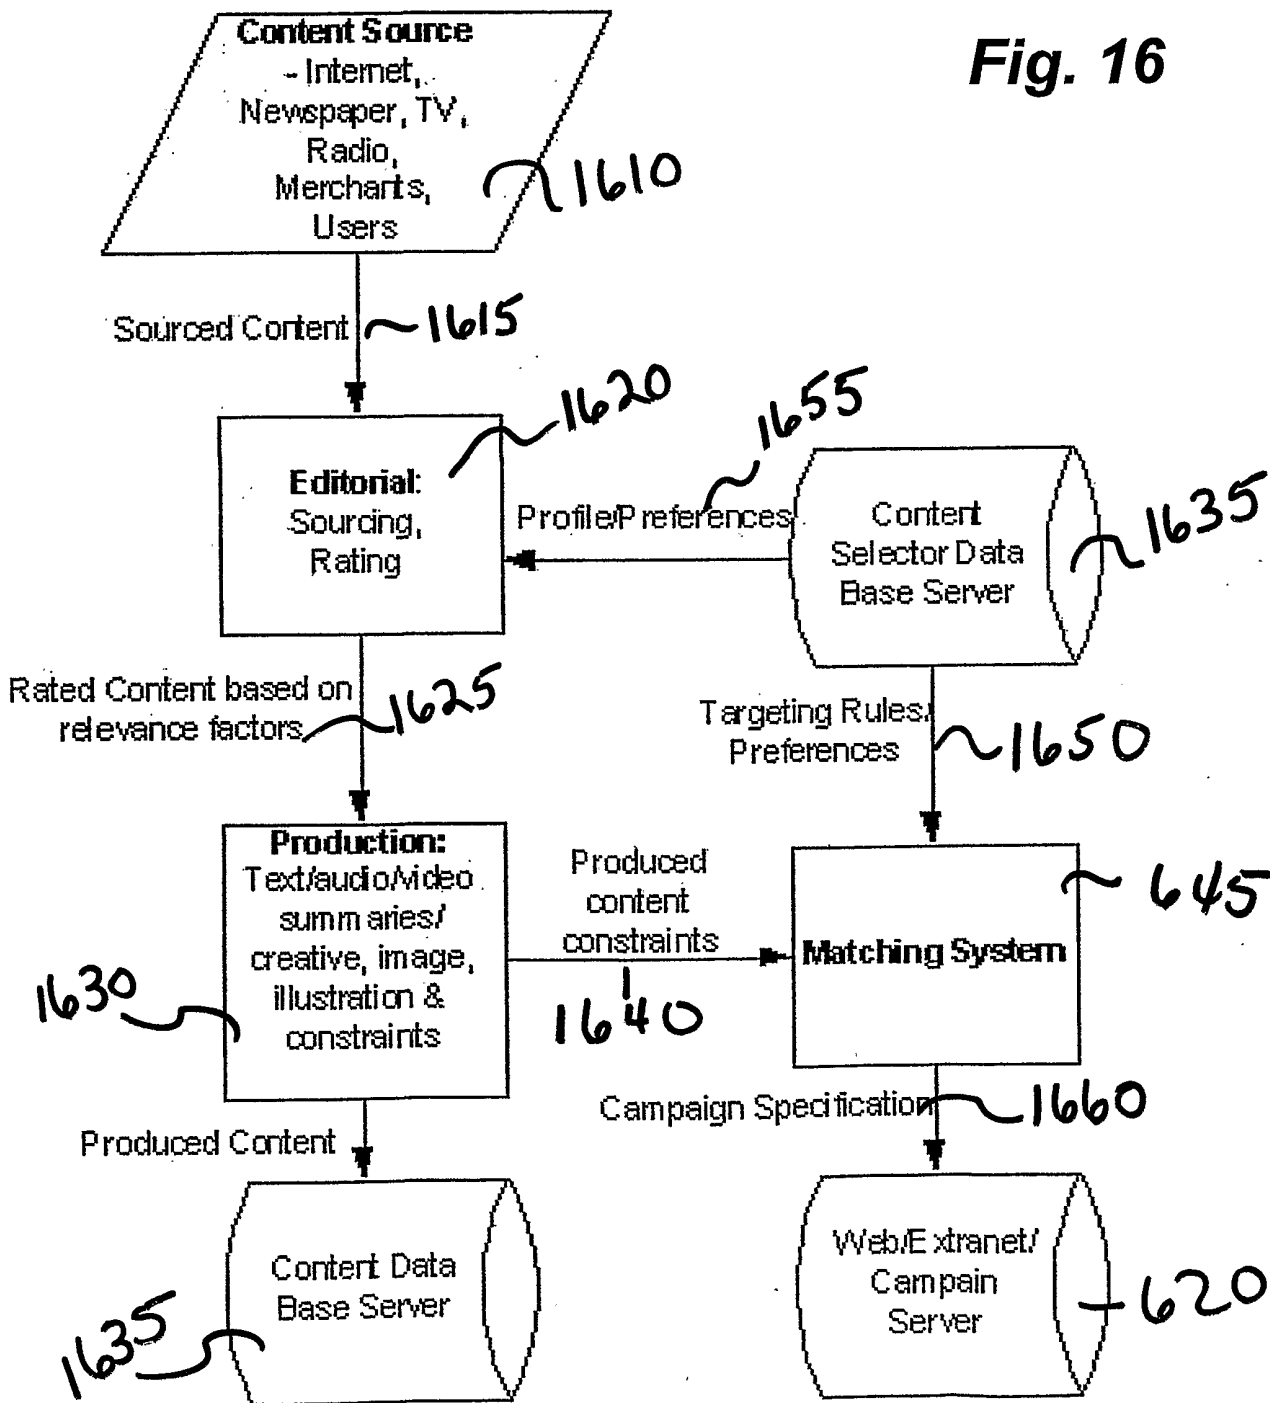 Fig. 16
Content Source
- Internet,
Newspaper, TV,
Radio,
Merchants,
Users
1610
Sourced Content
1615
1620
Editorial:
Sourcing,
Rating
1655
Profile/Preferences
Content
Selector Data
Base Server
1635
Rated Content based on
relevance factors
1625
Targeting Rules/
Preferences
1650
Production:
Text/audio/video
summaries/
creative, image,
illustration &
constraints
1630
Produced
content
constraints
1640
Matching System
645
Produced Content
Campaign Specification
1660
Content Data
Base Server
1635
Web/Extranet/
Campain
Server
620